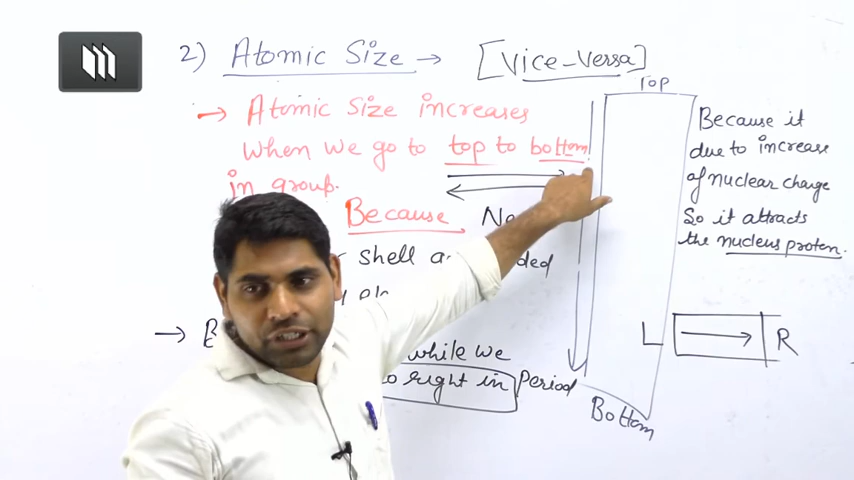 2) Atomic Size → [Vice-Versa]
→ Atomic Size increases
when we go to top to bottom
in group.
Because
shell
while we
to right in Period
Top
Bottom
Because it
due to increase
of nuclear charge
So it attracts
the nucleus proton.
L → R